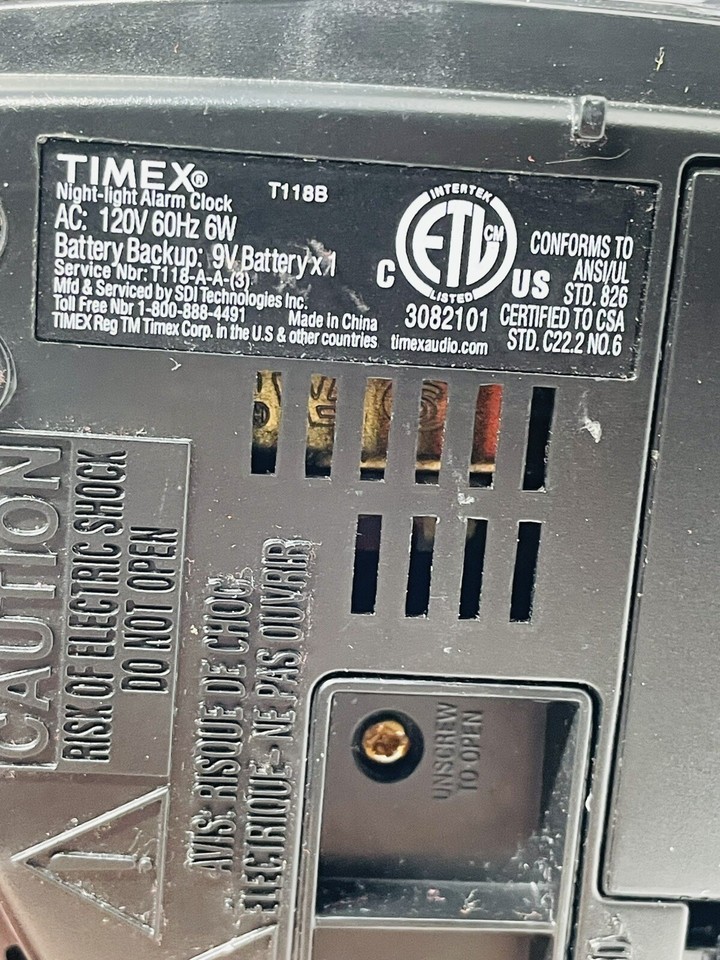 TIMEX®
T118B
Night-light Alarm Clock
AC: 120V 60Hz 6W
Battery Backup: 9V Battery x 1
Service Nbr: T118-A-A-(3)
Mfd & Serviced by SDI Technologies Inc.
Toll Free Nbr 1-800-888-4491
Made in China
TIMEX Reg TM Timex Corp. in the U.S & other countries
INTERTEK
ETL CM
C US
LISTED
3082101
timexaudio.com
CONFORMS TO
ANSI/UL
STD. 826
CERTIFIED TO CSA
STD. C22.2 NO.6
CAUTION
RISK OF ELECTRIC SHOCK
DO NOT OPEN
AVIS: RISQUE DE CHOC
ELECTRIQUE- NE PAS OUVRIR
UNSCREW
TO OPEN